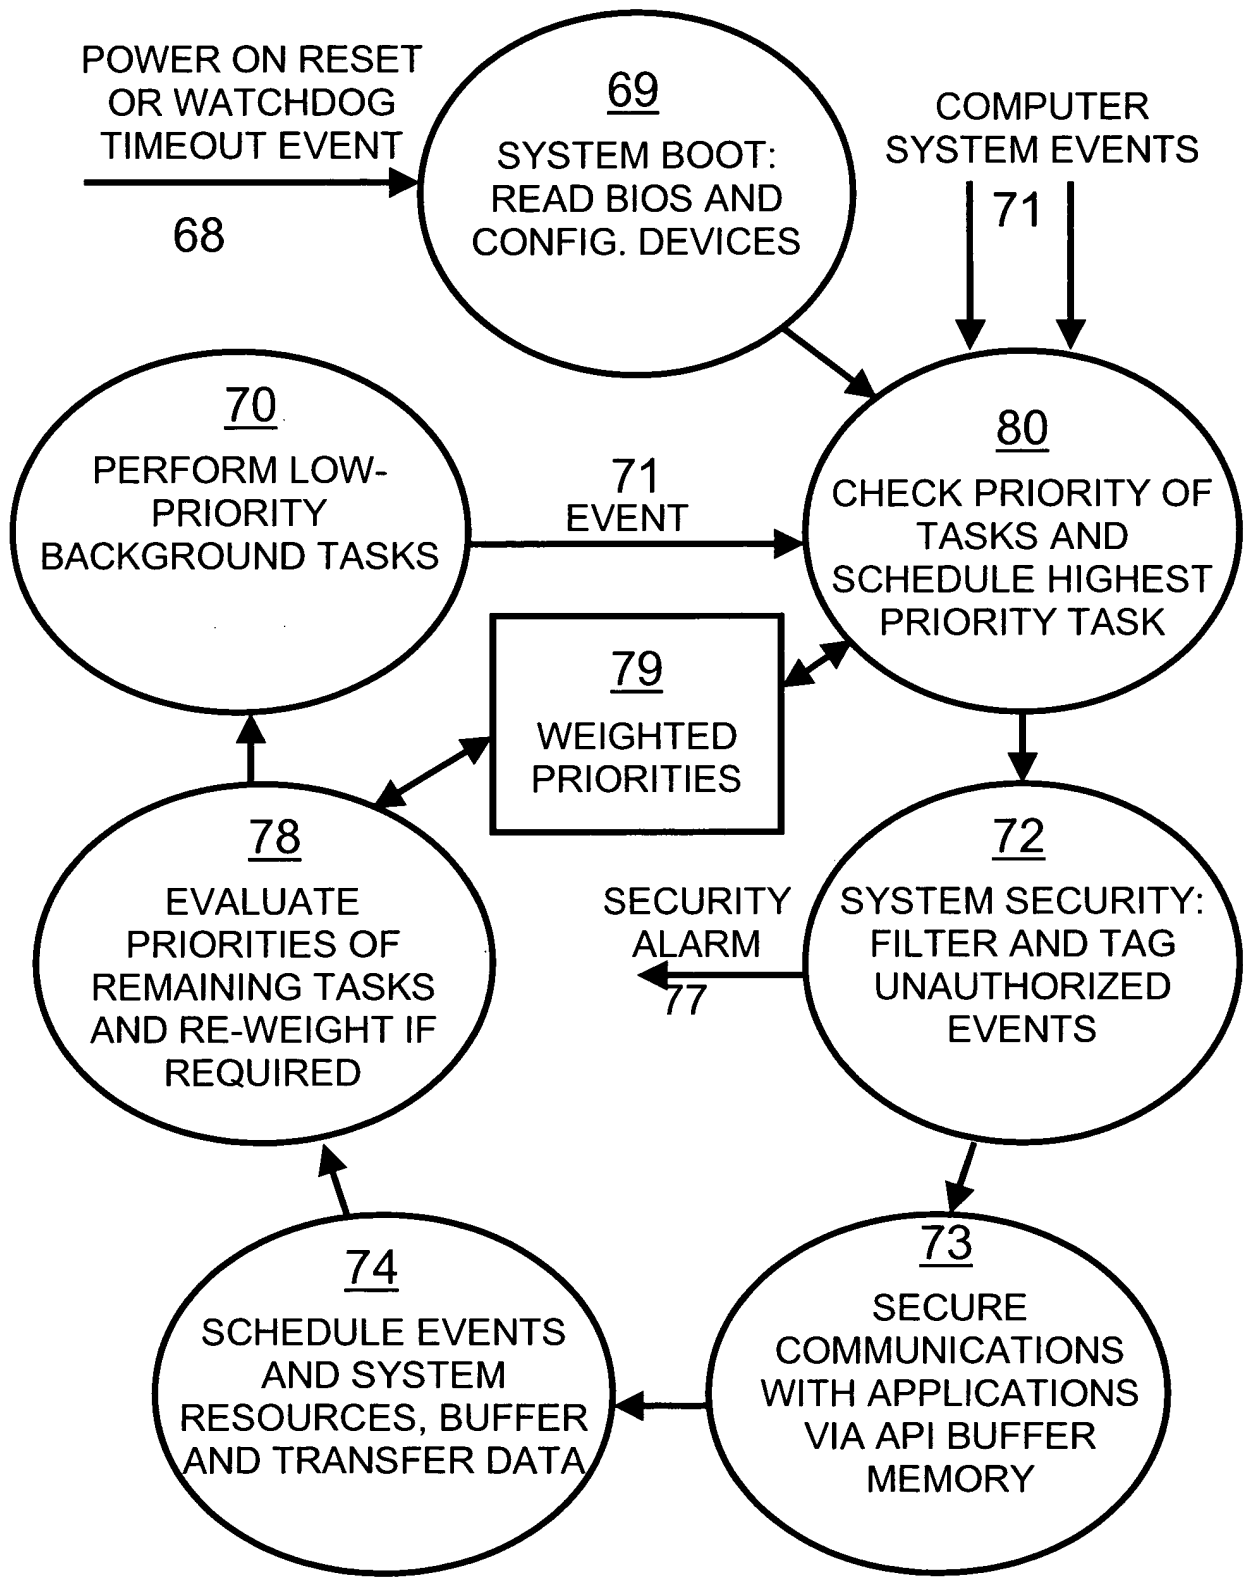 POWER ON RESET
OR WATCHDOG
TIMEOUT EVENT
68
69
SYSTEM BOOT:
READ BIOS AND
CONFIG. DEVICES
COMPUTER
SYSTEM EVENTS
71
70
PERFORM LOW-
PRIORITY
BACKGROUND TASKS
71
EVENT
80
CHECK PRIORITY OF
TASKS AND
SCHEDULE HIGHEST
PRIORITY TASK
79
WEIGHTED
PRIORITIES
78
EVALUATE
PRIORITIES OF
REMAINING TASKS
AND RE-WEIGHT IF
REQUIRED
SECURITY
ALARM
77
72
SYSTEM SECURITY:
FILTER AND TAG
UNAUTHORIZED
EVENTS
74
SCHEDULE EVENTS
AND SYSTEM
RESOURCES, BUFFER
AND TRANSFER DATA
73
SECURE
COMMUNICATIONS
WITH APPLICATIONS
VIA API BUFFER
MEMORY